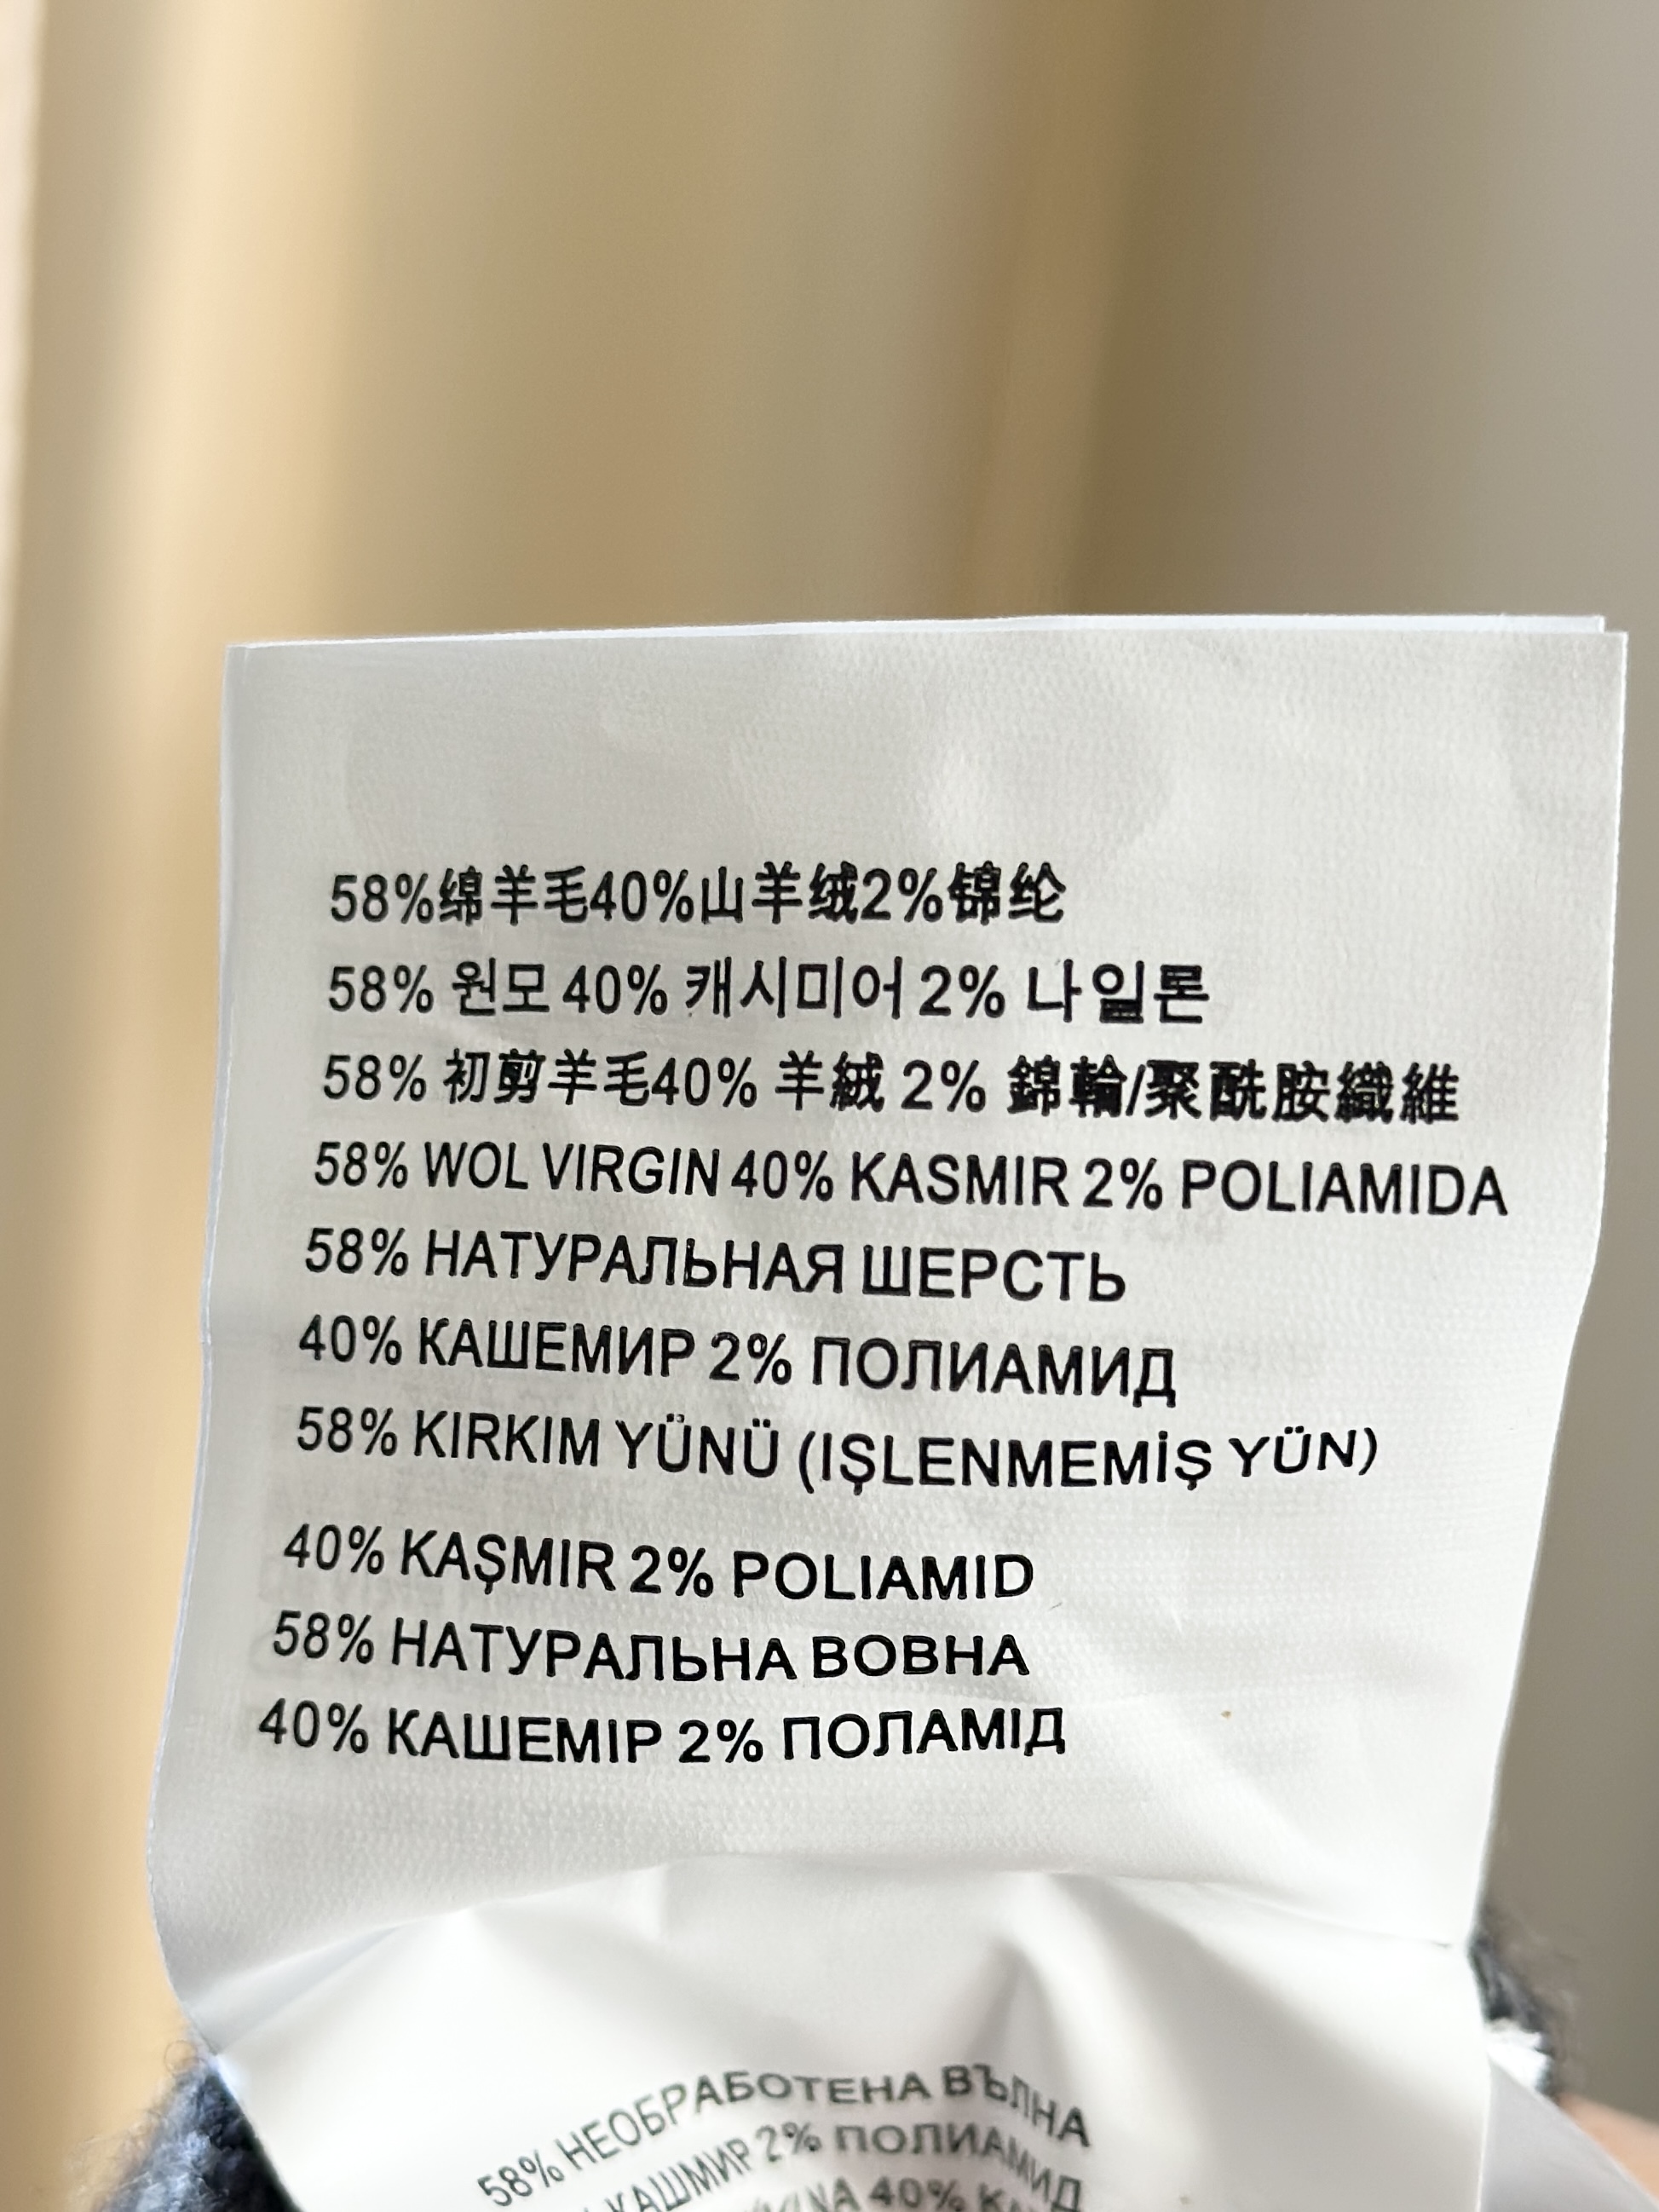 58%绵羊毛40%山羊绒2%锦纶
58% 원모 40% 캐시미어 2% 나일론
58% 初剪羊毛40% 羊絨 2% 錦輪/聚酰胺纖維
58% WOL VIRGIN 40% KASMIR 2% POLIAMIDA
58% НАТУРАЛЬНАЯ ШЕРСТЬ
40% КАШЕМИР 2% ПОЛИАМИД
58% KIRKIM YÜNÜ (IŞLENMEMİŞ YÜN)
40% KAŞMIR 2% POLIAMID
58% НАТУРАЛЬНА ВОВНА
40% КАШЕМІР 2% ПОЛАМІД
58% НЕОБРАБОТЕНА ВЪЛНА
КАШМИР 2% ПОЛИАМИД
40%